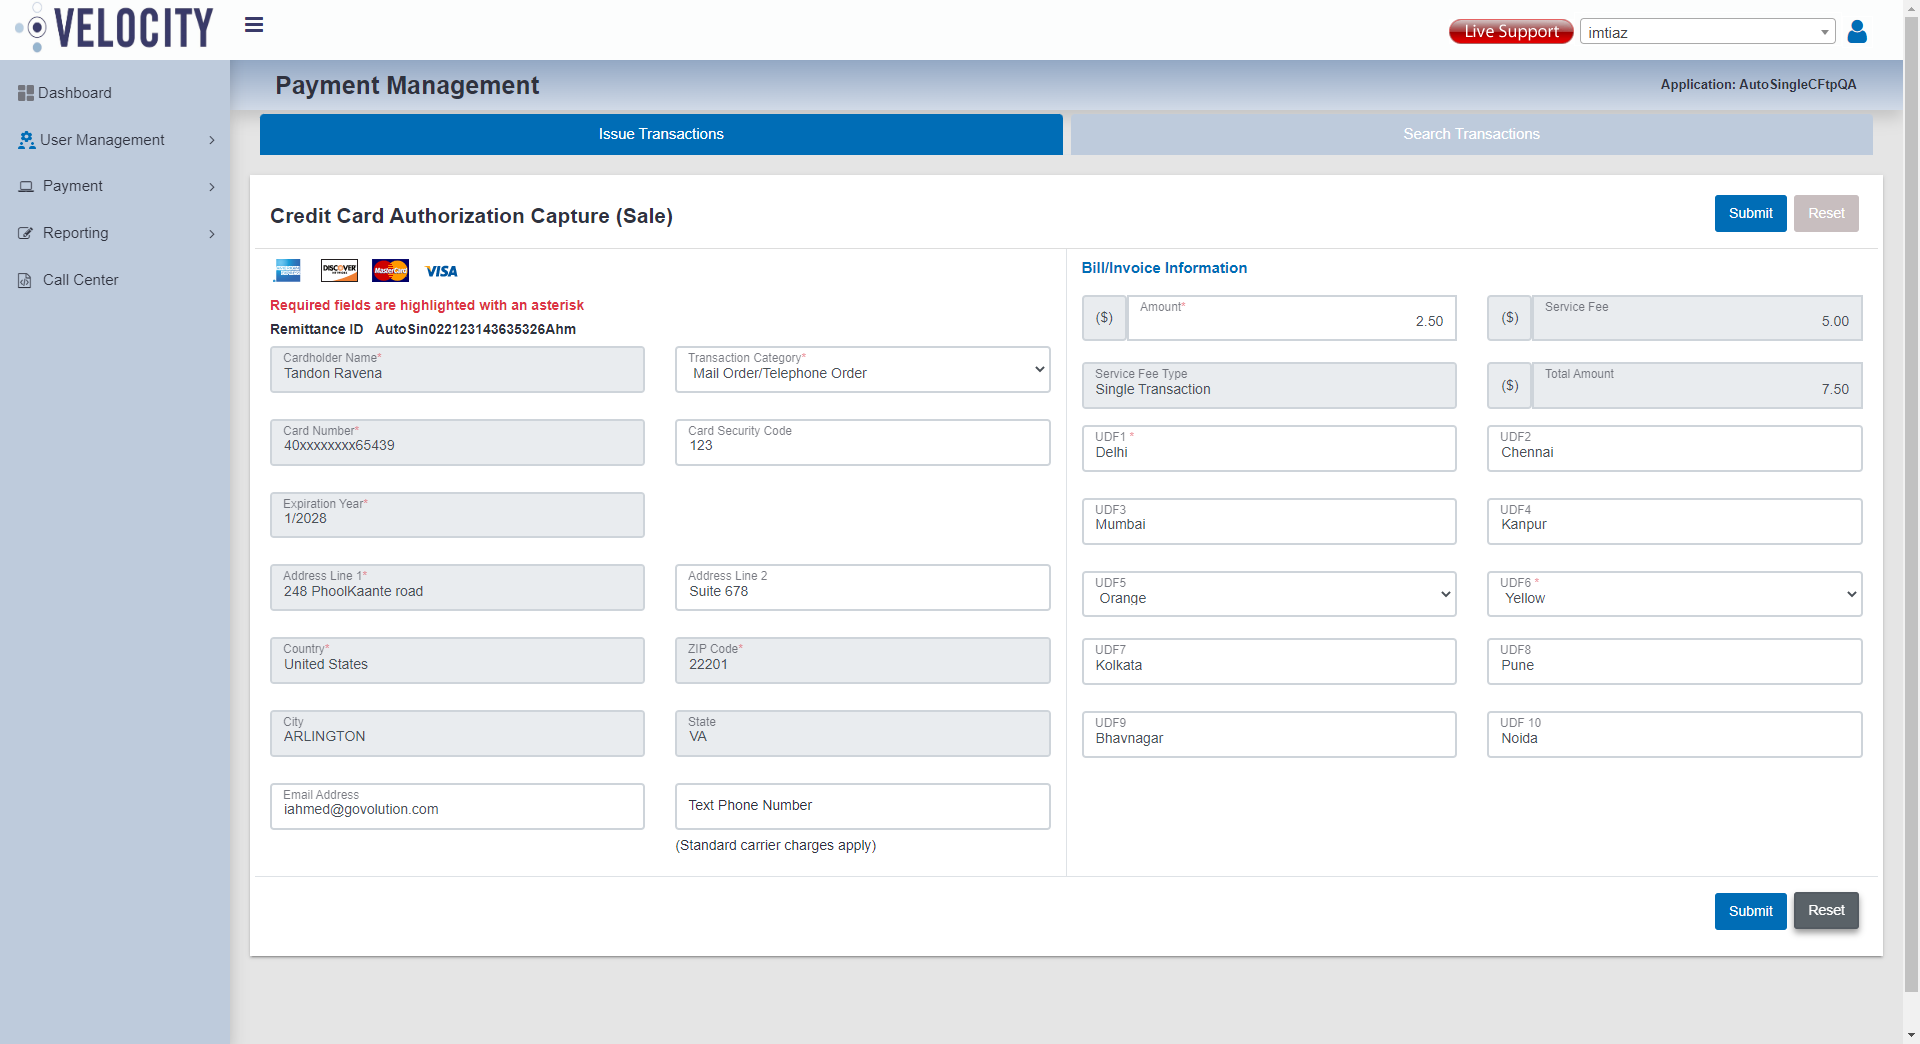 VELOCITY
Live Support
imtiaz
Dashboard
User Management
Payment
Reporting
Call Center
Payment Management
Application: AutoSingleCFtpQA
Issue Transactions
Search Transactions
Credit Card Authorization Capture (Sale)
Submit
Reset
DISCOVER
MasterCard
VISA
Required fields are highlighted with an asterisk
Remittance ID AutoSin022123143635326Ahm
Cardholder Name*
Tandon Ravena
Transaction Category*
Mail Order/Telephone Order
Card Number*
40xxxxxxxx65439
Card Security Code
123
Expiration Year*
1/2028
Address Line 1*
248 PhoolKaante road
Address Line 2
Suite 678
Country*
United States
ZIP Code*
22201
City
ARLINGTON
State
VA
Email Address
iahmed@govolution.com
Text Phone Number
(Standard carrier charges apply)
Bill/Invoice Information
($)
Amount*
2.50
($)
Service Fee
5.00
Service Fee Type
Single Transaction
($)
Total Amount
7.50
UDF1 *
Delhi
UDF2
Chennai
UDF3
Mumbai
UDF4
Kanpur
UDF5
Orange
UDF6 *
Yellow
UDF7
Kolkata
UDF8
Pune
UDF9
Bhavnagar
UDF 10
Noida
Submit
Reset